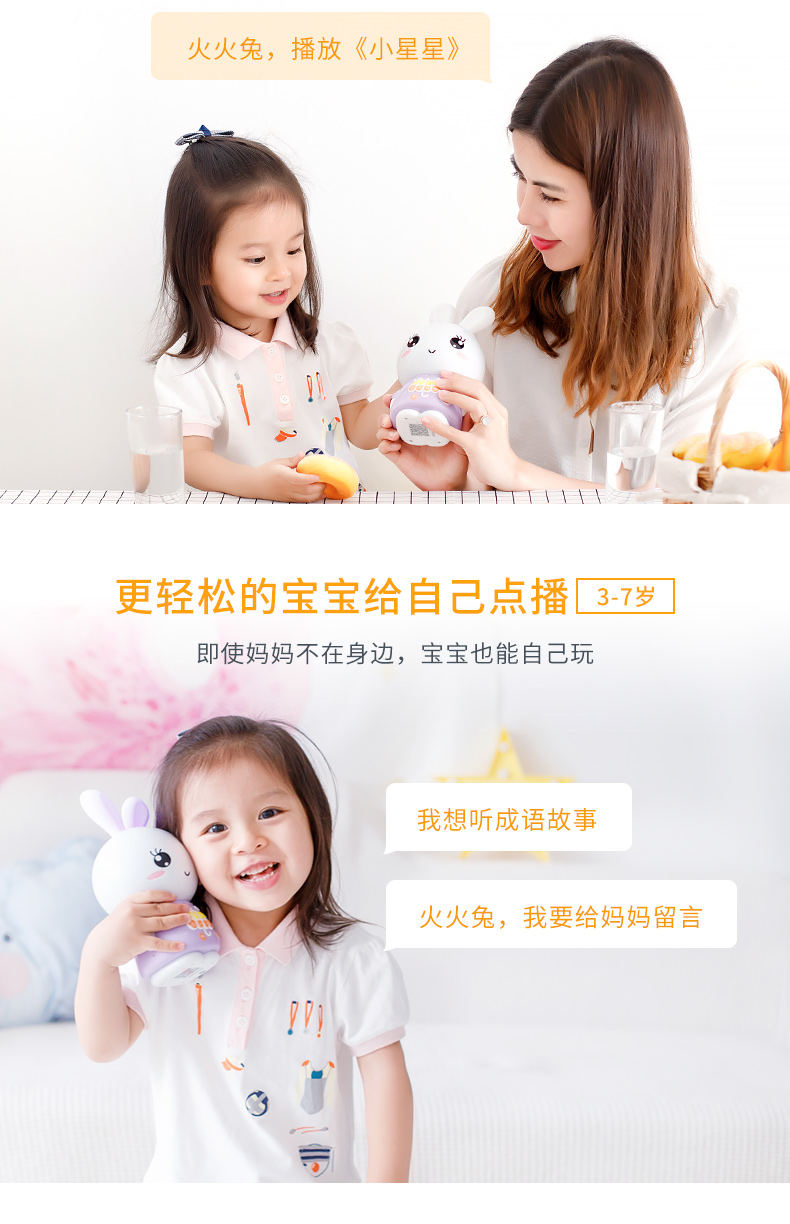 火火兔，播放《小星星》
更轻松的宝宝给自己点播 3-7岁
即使妈妈不在身边，宝宝也能自己玩
我想听成语故事
火火兔，我要给妈妈留言